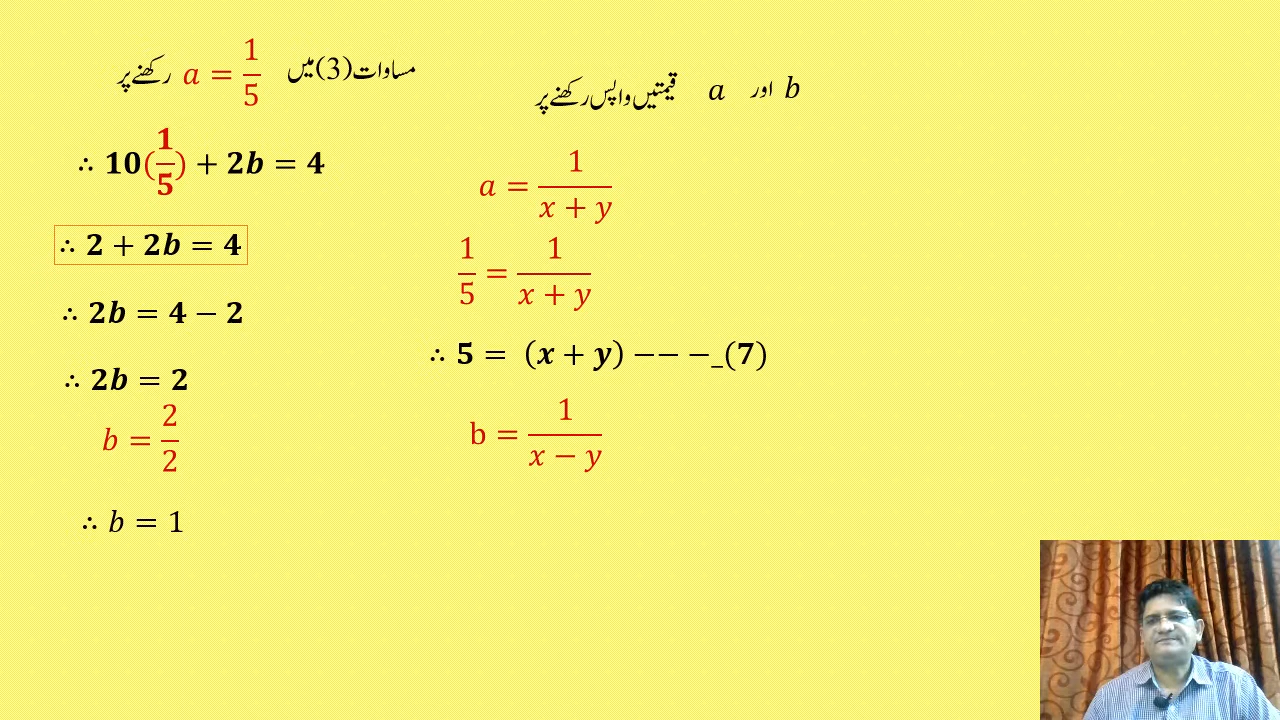 مساوات(3)میں a = 1/5 رکھنے پر
∴ 10(1/5) + 2b = 4
∴ 2 + 2b = 4
∴ 2b = 4 − 2
∴ 2b = 2
b = 2/2
∴ b = 1
b اور a قیمتیں واپس رکھنے پر
a = 1/(x + y)
1/5 = 1/(x + y)
∴ 5 = (x + y) −− −_(7)
b = 1/(x − y)